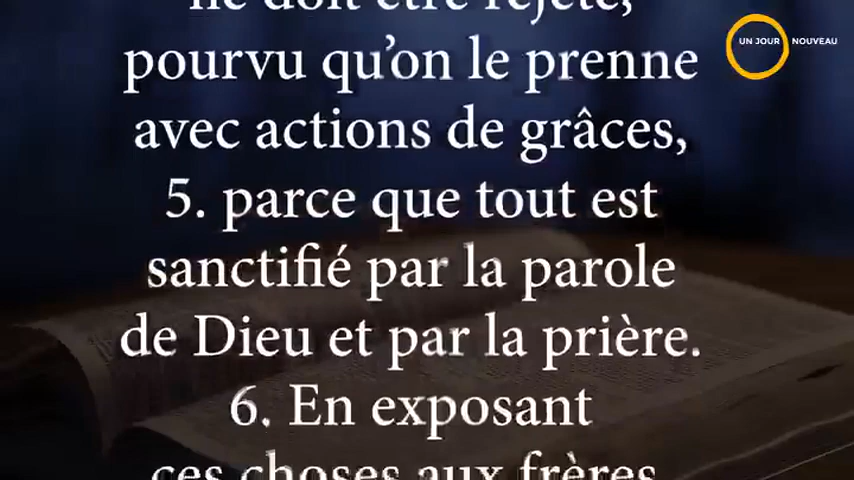 ne doit être rejeté,
UN JOUR NOUVEAU
pourvu qu’on le prenne
avec actions de grâces,
5. parce que tout est
sanctifié par la parole
de Dieu et par la prière.
6. En exposant
ces choses aux frères,